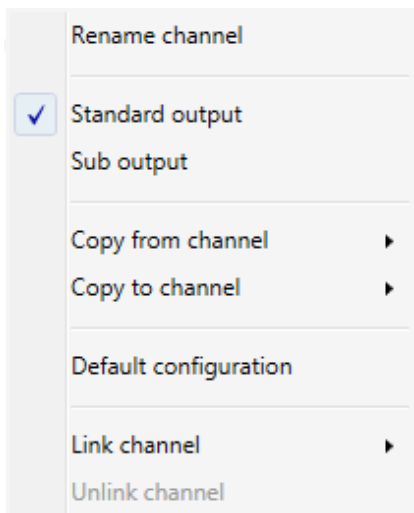 Rename channel
Standard output
Sub output
Copy from channel
Copy to channel
Default configuration
Link channel
Unlink channel